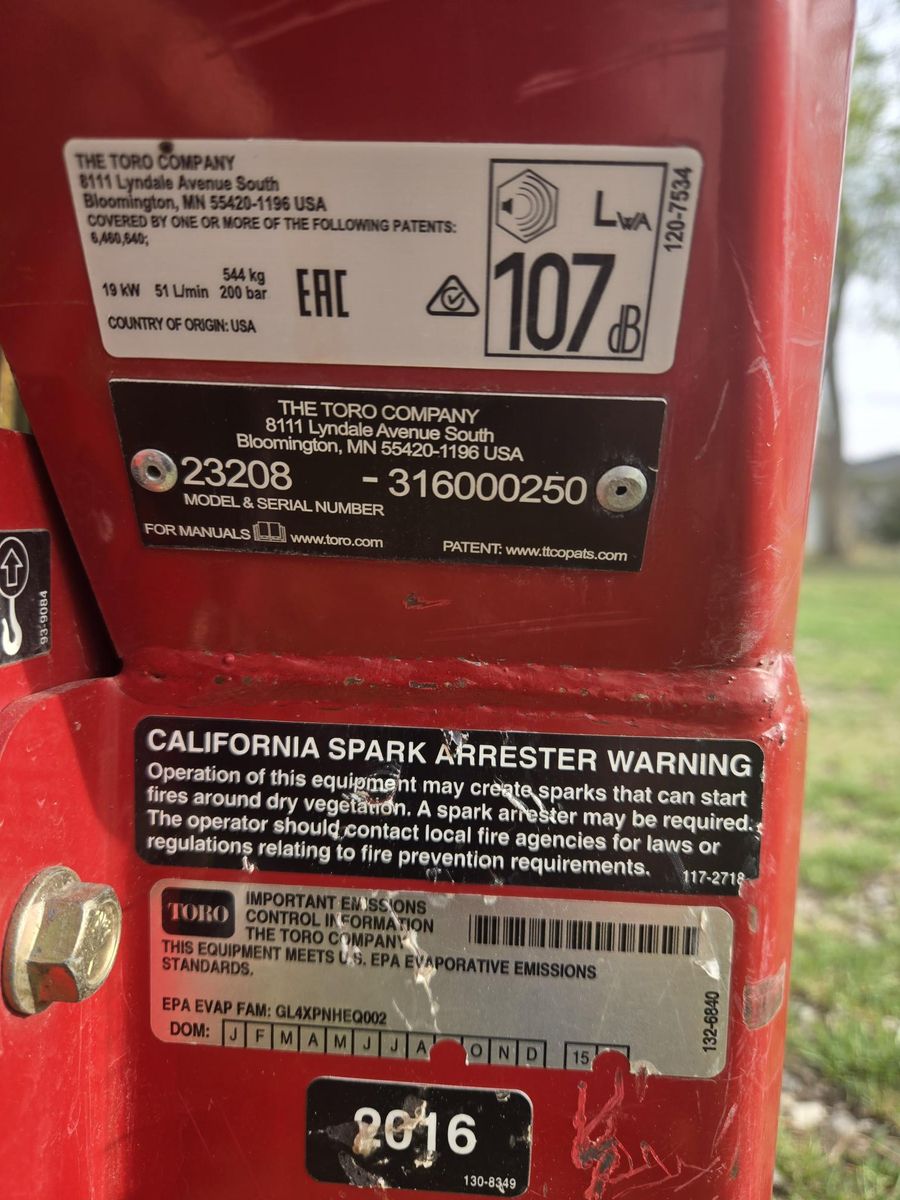 THE TORO COMPANY
8111 Lyndale Avenue South
Bloomington, MN 55420-1196 USA
COVERED BY ONE OR MORE OF THE FOLLOWING PATENTS:
6,460,640;
544 kg
19 kW 51 L/min 200 bar
EAC
COUNTRY OF ORIGIN: USA
LWA
107 dB
120-7534
THE TORO COMPANY
8111 Lyndale Avenue South
Bloomington, MN 55420-1196 USA
23208 - 316000250
MODEL & SERIAL NUMBER
FOR MANUALS www.toro.com
PATENT: www.ttcopats.com
93-9084
CALIFORNIA SPARK ARRESTER WARNING
Operation of this equipment may create sparks that can start
fires around dry vegetation. A spark arrester may be required.
The operator should contact local fire agencies for laws or
regulations relating to fire prevention requirements.
117-2718
TORO
IMPORTANT EMISSIONS
CONTROL INFORMATION
THE TORO COMPANY
THIS EQUIPMENT MEETS U.S. EPA EVAPORATIVE EMISSIONS
STANDARDS.
EPA EVAP FAM: GL4XPNHEQ002
DOM: J F M A M J J A O N D 15
132-6840
2016
130-8349